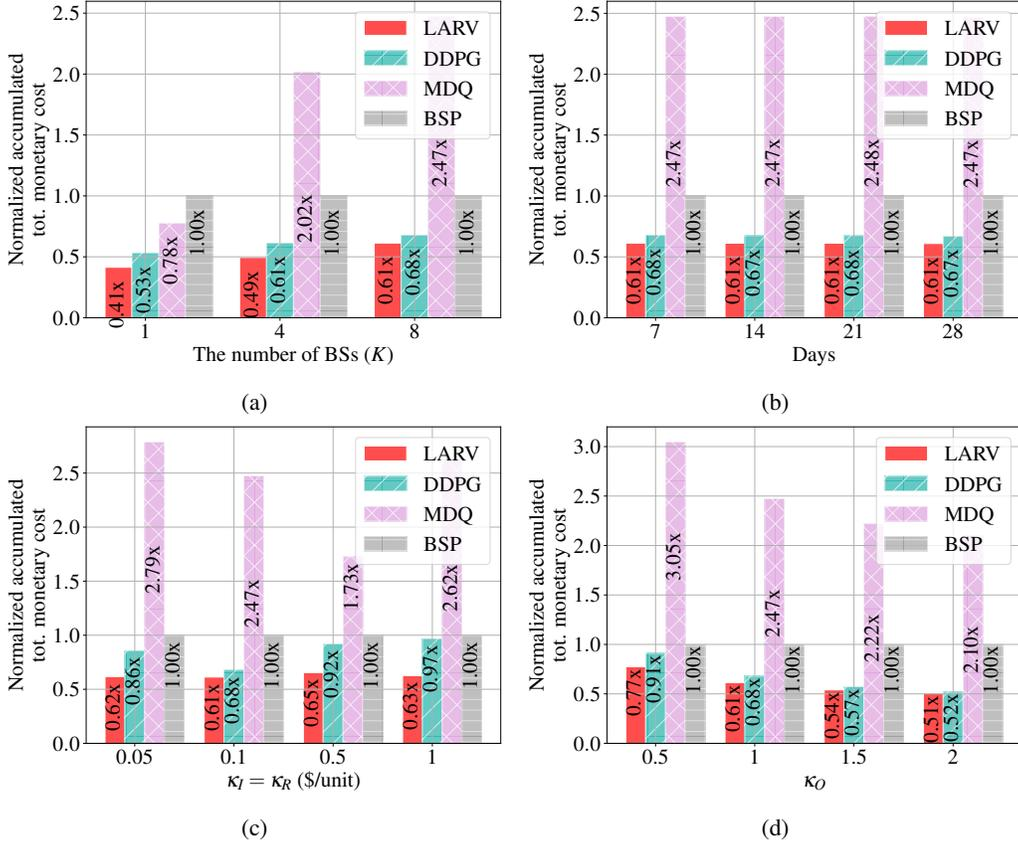 Normalized accumulated
tot. monetary cost
2.5
2.0
1.5
1.0
0.5
0.0
LARV
DDPG
MDQ
BSP
0.41x
0.53x
0.78x
1.00x
0.49x
0.61x
2.02x
1.00x
0.61x
0.68x
2.47x
1.00x
1
4
8
The number of BSs (K)
(a)
Normalized accumulated
tot. monetary cost
2.5
2.0
1.5
1.0
0.5
0.0
LARV
DDPG
MDQ
BSP
0.61x
0.68x
2.47x
1.00x
0.61x
0.67x
2.47x
1.00x
0.61x
0.68x
2.48x
1.00x
0.61x
0.67x
2.47x
1.00x
7
14
21
28
Days
(b)
Normalized accumulated
tot. monetary cost
2.5
2.0
1.5
1.0
0.5
0.0
LARV
DDPG
MDQ
BSP
0.62x
0.86x
2.79x
1.00x
0.61x
0.68x
2.47x
1.00x
0.65x
0.92x
1.73x
1.00x
0.63x
0.97x
2.62x
1.00x
0.05
0.1
0.5
1
κ_I = κ_R ($/unit)
(c)
Normalized accumulated
tot. monetary cost
3.0
2.5
2.0
1.5
1.0
0.5
0.0
LARV
DDPG
MDQ
BSP
0.77x
0.91x
3.05x
1.00x
0.61x
0.68x
2.47x
1.00x
0.54x
0.57x
2.22x
1.00x
0.51x
0.52x
2.10x
1.00x
0.5
1
1.5
2
κ_O
(d)